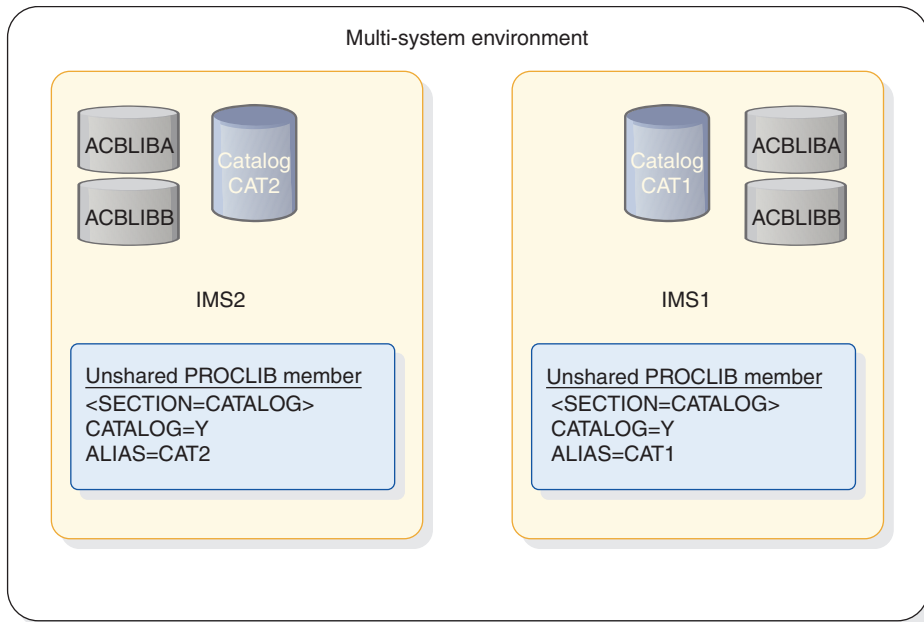 Multi-system environment
ACBLIBA
ACBLIBB
Catalog
CAT2
IMS2
Unshared PROCLIB member
<SECTION=CATALOG>
CATALOG=Y
ALIAS=CAT2
Catalog
CAT1
ACBLIBA
ACBLIBB
IMS1
Unshared PROCLIB member
<SECTION=CATALOG>
CATALOG=Y
ALIAS=CAT1